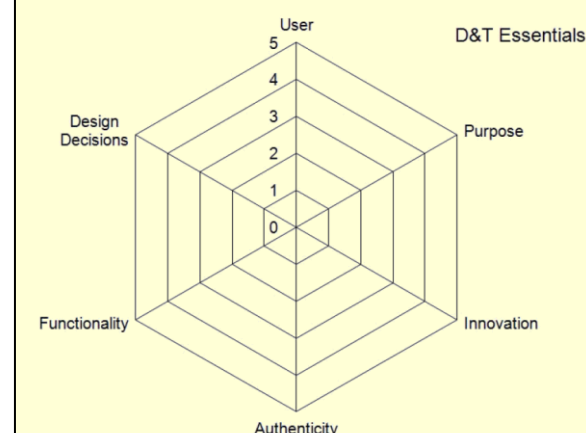 User
D&T Essentials
5
4
3
2
1
0
Design
Decisions
Purpose
Functionality
Innovation
Authenticity